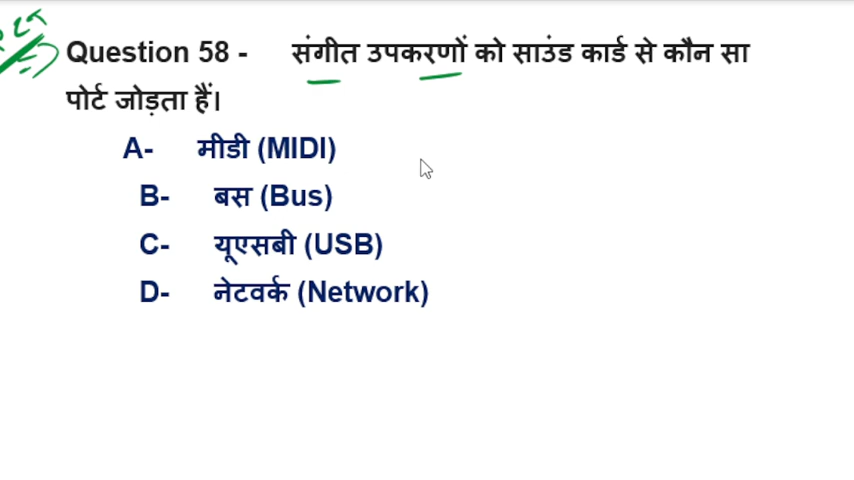 Question 58 - संगीत उपकरणों को साउंड कार्ड से कौन सा
पोर्ट जोड़ता हैं।
A- मीडी (MIDI)
B- बस (Bus)
C- यूएसबी (USB)
D- नेटवर्क (Network)